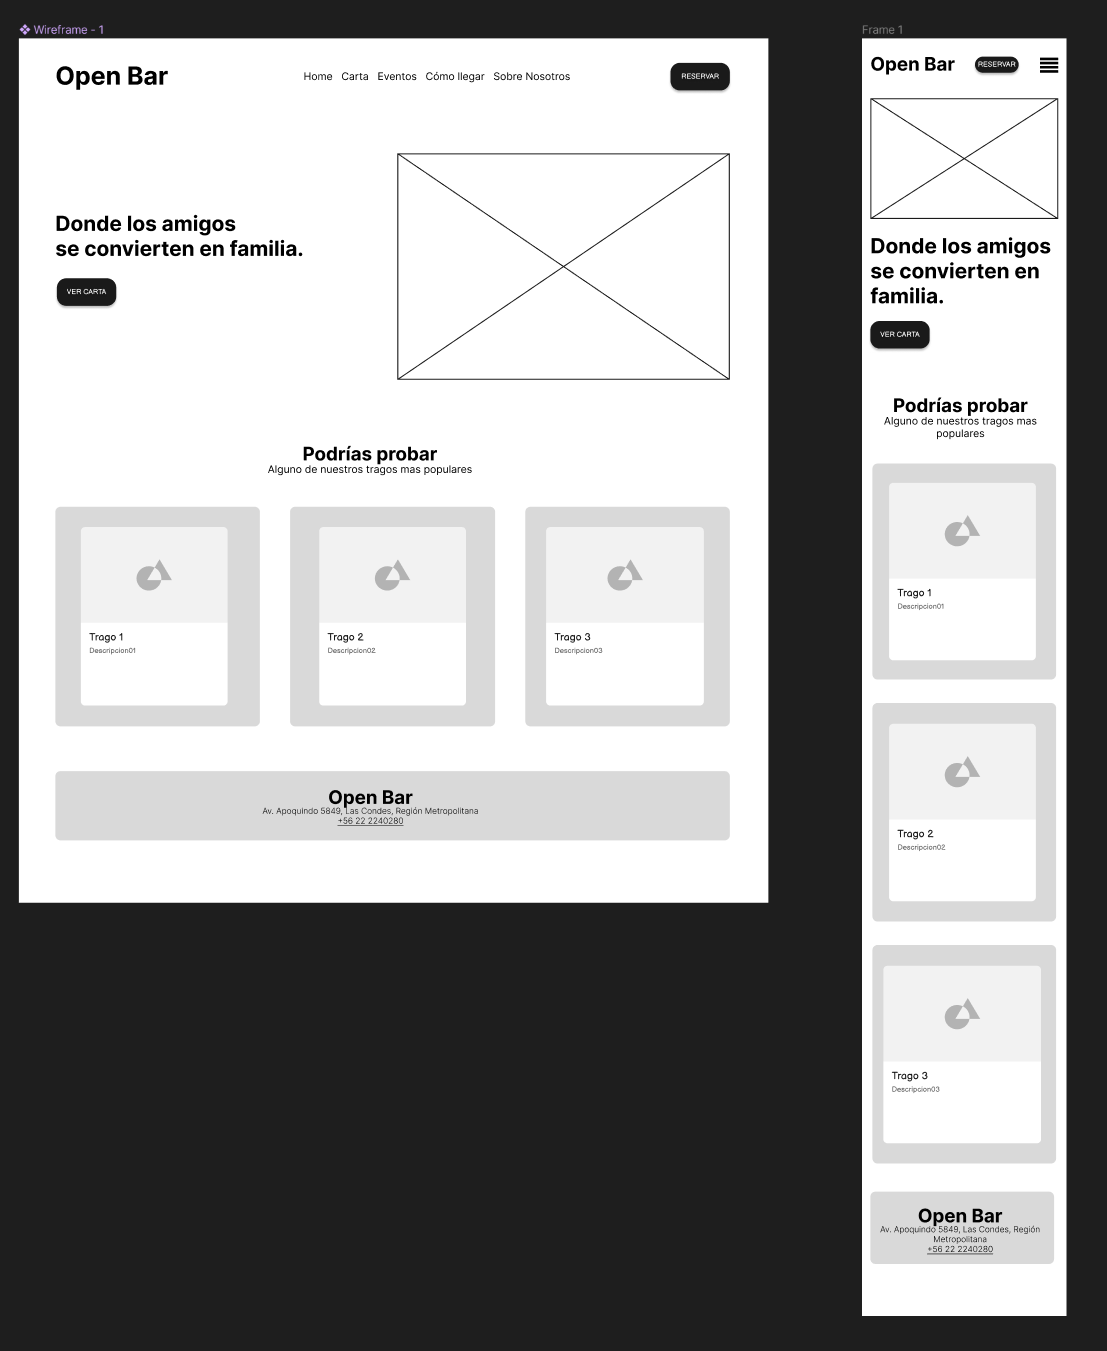 Wireframe - 1
Open Bar
Home Carta Eventos Cómo llegar Sobre Nosotros
RESERVAR
Donde los amigos
se convierten en familia.
VER CARTA
Podrías probar
Alguno de nuestros tragos mas populares
Trago 1
Descripcion01
Trago 2
Descripcion02
Trago 3
Descripcion03
Open Bar
Av. Apoquindo 5849, Las Condes, Región Metropolitana
+56 22 2240280
Frame 1
Open Bar
RESERVAR
Donde los amigos
se convierten en
familia.
VER CARTA
Podrías probar
Alguno de nuestros tragos mas
populares
Trago 1
Descripcion01
Trago 2
Descripcion02
Trago 3
Descripcion03
Open Bar
Av. Apoquindo 5849, Las Condes, Región
Metropolitana
+56 22 2240280